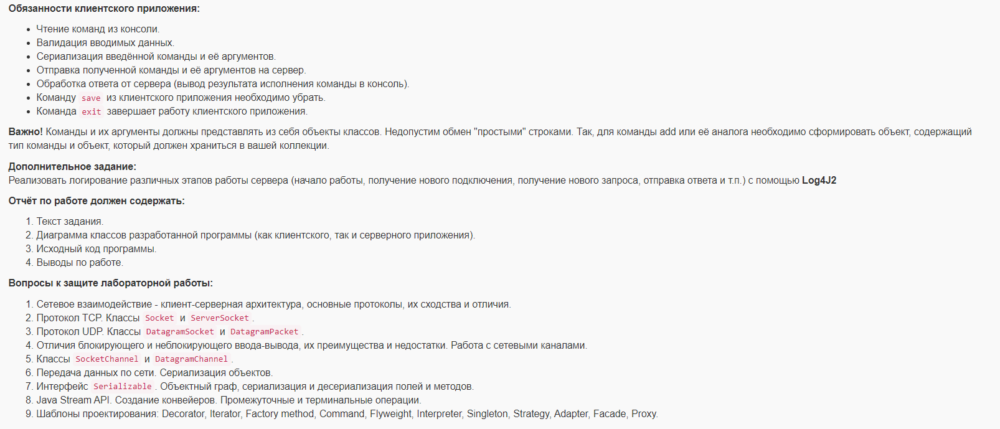 Обязанности клиентского приложения:
• Чтение команд из консоли.
• Валидация вводимых данных.
• Сериализация введённой команды и её аргументов.
• Отправка полученной команды и её аргументов на сервер.
• Обработка ответа от сервера (вывод результата исполнения команды в консоль).
• Команду save из клиентского приложения необходимо убрать.
• Команда exit завершает работу клиентского приложения.
Важно! Команды и их аргументы должны представлять из себя объекты классов. Недопустим обмен "простыми" строками. Так, для команды add или её аналога необходимо сформировать объект, содержащий
тип команды и объект, который должен храниться в вашей коллекции.
Дополнительное задание:
Реализовать логирование различных этапов работы сервера (начало работы, получение нового подключения, получение нового запроса, отправка ответа и т.п.) с помощью Log4J2
Отчёт по работе должен содержать:
1. Текст задания.
2. Диаграмма классов разработанной программы (как клиентского, так и серверного приложения).
3. Исходный код программы.
4. Выводы по работе.
Вопросы к защите лабораторной работы:
1. Сетевое взаимодействие - клиент-серверная архитектура, основные протоколы, их сходства и отличия.
2. Протокол TCP. Классы Socket и ServerSocket.
3. Протокол UDP. Классы DatagramSocket и DatagramPacket.
4. Отличия блокирующего и неблокирующего ввода-вывода, их преимущества и недостатки. Работа с сетевыми каналами.
5. Классы SocketChannel и DatagramChannel.
6. Передача данных по сети. Сериализация объектов.
7. Интерфейс Serializable. Объектный граф, сериализация и десериализация полей и методов.
8. Java Stream API. Создание конвейеров. Промежуточные и терминальные операции.
9. Шаблоны проектирования: Decorator, Iterator, Factory method, Command, Flyweight, Interpreter, Singleton, Strategy, Adapter, Facade, Proxy.